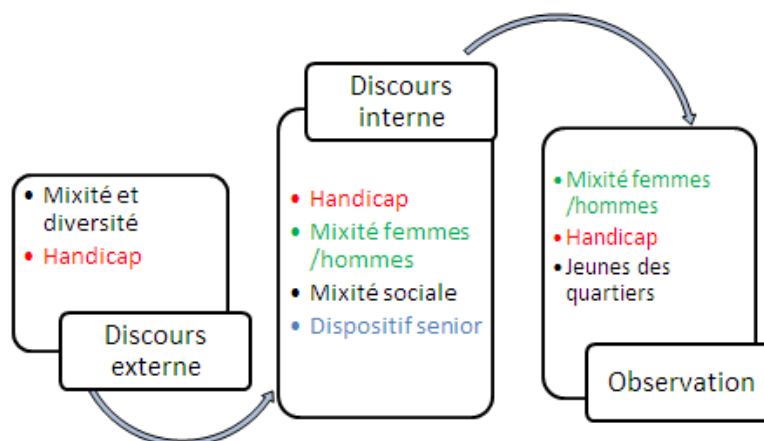 • Mixité et
diversité
• Handicap
Discours
externe
Discours
interne
• Handicap
• Mixité femmes
/hommes
• Mixité sociale
• Dispositif senior
• Mixité femmes
/hommes
• Handicap
• Jeunes des
quartiers
Observation